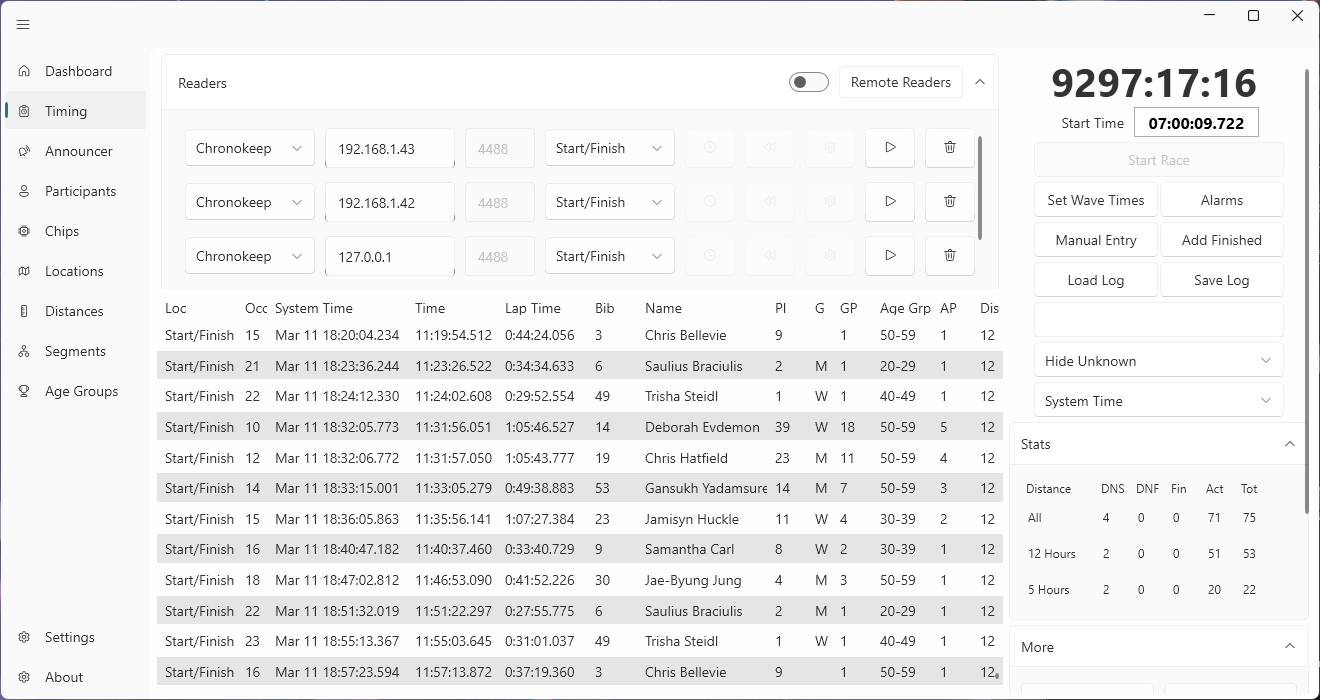 Dashboard
Timing
Announcer
Participants
Chips
Locations
Distances
Segments
Age Groups
Settings
About
Readers
Remote Readers
Chronokeep 192.168.1.43 4488 Start/Finish
Chronokeep 192.168.1.42 4488 Start/Finish
Chronokeep 127.0.0.1 4488 Start/Finish
Loc Occ System Time Time Lap Time Bib Name Pl G GP Age Grp AP Dis
Start/Finish 15 Mar 11 18:20:04.234 11:19:54.512 0:44:24.056 3 Chris Bellevie 9 1 50-59 1 12
Start/Finish 21 Mar 11 18:23:36.244 11:23:26.522 0:34:34.633 6 Saulius Braciulis 2 M 1 20-29 1 12
Start/Finish 22 Mar 11 18:24:12.330 11:24:02.608 0:29:52.554 49 Trisha Steidl 1 W 1 40-49 1 12
Start/Finish 10 Mar 11 18:32:05.773 11:31:56.051 1:05:46.527 14 Deborah Evdemon 39 W 18 50-59 5 12
Start/Finish 12 Mar 11 18:32:06.772 11:31:57.050 1:05:43.777 19 Chris Hatfield 23 M 11 50-59 4 12
Start/Finish 14 Mar 11 18:33:15.001 11:33:05.279 0:49:38.883 53 Gansukh Yadamsure 14 M 7 50-59 3 12
Start/Finish 15 Mar 11 18:36:05.863 11:35:56.141 1:07:27.384 23 Jamisyn Huckle 11 W 4 30-39 2 12
Start/Finish 16 Mar 11 18:40:47.182 11:40:37.460 0:33:40.729 9 Samantha Carl 8 W 2 30-39 1 12
Start/Finish 18 Mar 11 18:47:02.812 11:46:53.090 0:41:52.226 30 Jae-Byung Jung 4 M 3 50-59 1 12
Start/Finish 22 Mar 11 18:51:32.019 11:51:22.297 0:27:55.775 6 Saulius Braciulis 2 M 1 20-29 1 12
Start/Finish 23 Mar 11 18:55:13.367 11:55:03.645 0:31:01.037 49 Trisha Steidl 1 W 1 40-49 1 12
Start/Finish 16 Mar 11 18:57:23.594 11:57:13.872 0:37:19.360 3 Chris Bellevie 9 1 50-59 1 12
9297:17:16
Start Time 07:00:09.722
Start Race
Set Wave Times Alarms
Manual Entry Add Finished
Load Log Save Log
Hide Unknown
System Time
Stats
Distance DNS DNF Fin Act Tot
All 4 0 0 71 75
12 Hours 2 0 0 51 53
5 Hours 2 0 0 20 22
More